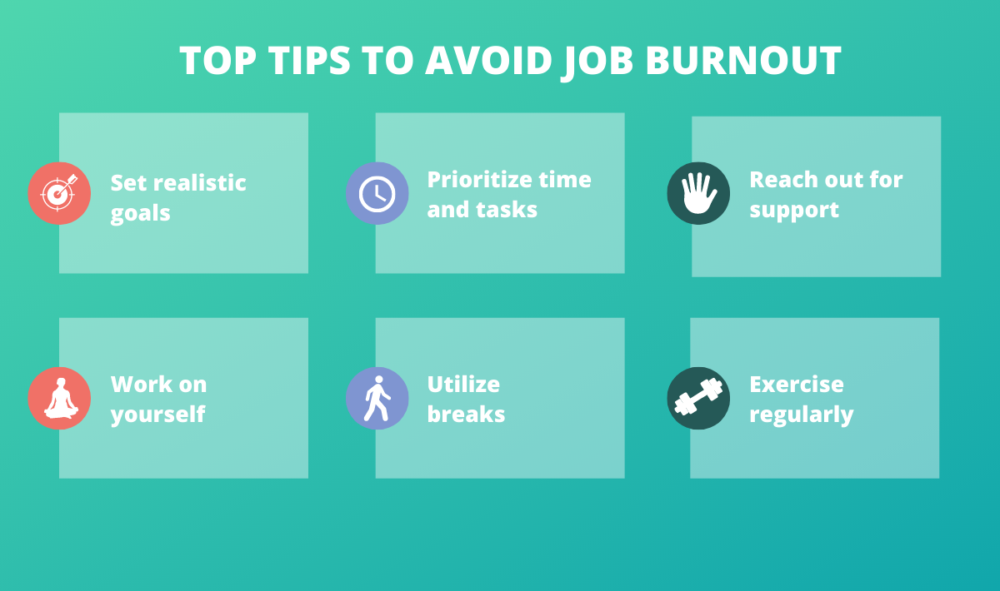 TOP TIPS TO AVOID JOB BURNOUT
Set realistic
goals
Prioritize time
and tasks
Reach out for
support
Work on
yourself
Utilize
breaks
Exercise
regularly